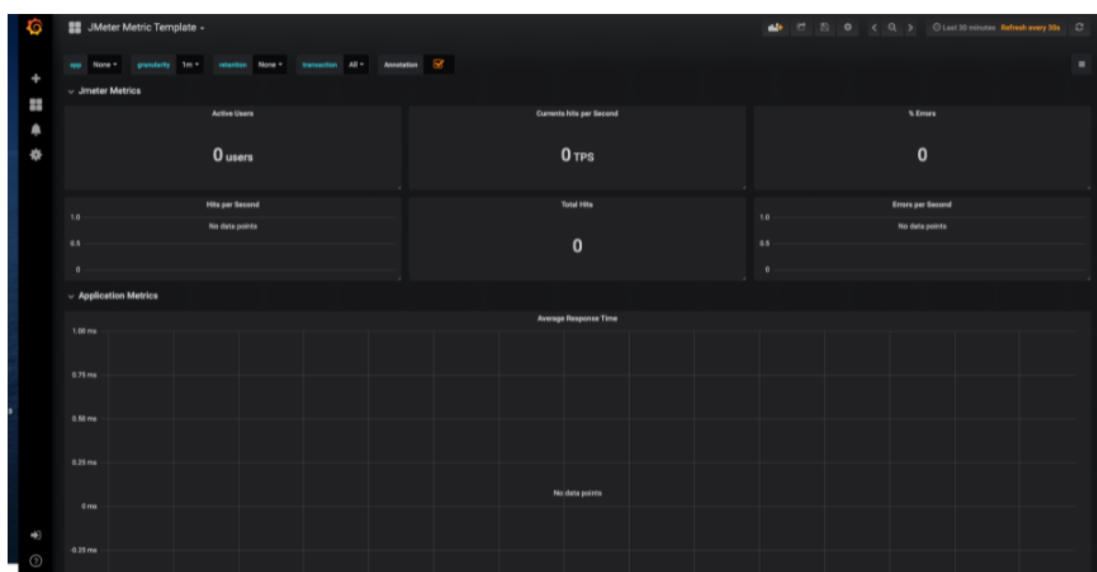 JMeter Metric Template
Last 30 minutes Refresh every 30s
app None granularity 1m retention None transaction All Annotation
Jmeter Metrics
Active Users
Currents hits per Second
% Errors
0 users
0 TPS
0
Hits per Second
Total Hits
Errors per Second
1.0
No data points
0.5
0
0
1.0
No data points
0.5
0
Application Metrics
Average Response Time
1.00 ms
0.75 ms
0.50 ms
0.25 ms
No data points
0 ms
-0.25 ms